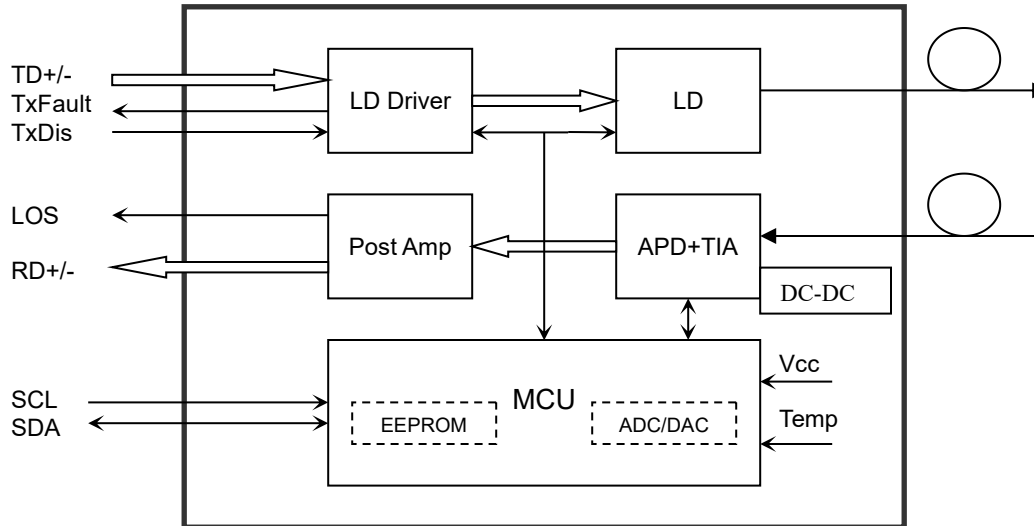 TD+/-
TxFault
TxDis
LD Driver
LD
LOS
RD+/-
Post Amp
APD+TIA
DC-DC
SCL
SDA
MCU
EEPROM
ADC/DAC
Vcc
Temp